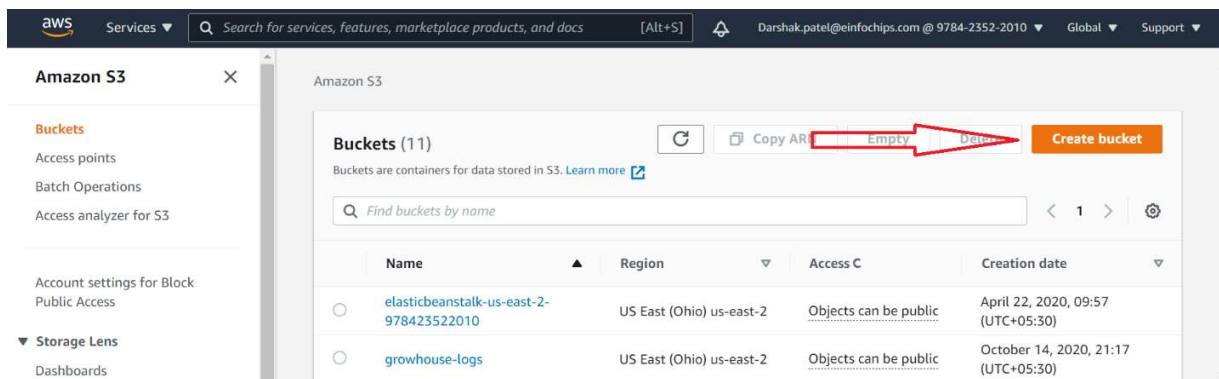 aws
Services ▼
Search for services, features, marketplace products, and docs
[Alt+S]
Darshak.patel@einfochips.com @ 9784-2352-2010 ▼
Global ▼
Support ▼
Amazon S3
Buckets
Access points
Batch Operations
Access analyzer for S3
Account settings for Block
Public Access
▼ Storage Lens
Dashboards
Amazon S3
Buckets (11)
Copy ARN
Empty
Create bucket
Buckets are containers for data stored in S3. Learn more
Find buckets by name
< 1 >
Name
Region
Access C
Creation date
elasticbeanstalk-us-east-2-
978423522010
US East (Ohio) us-east-2
Objects can be public
April 22, 2020, 09:57
(UTC+05:30)
growhouse-logs
US East (Ohio) us-east-2
Objects can be public
October 14, 2020, 21:17
(UTC+05:30)